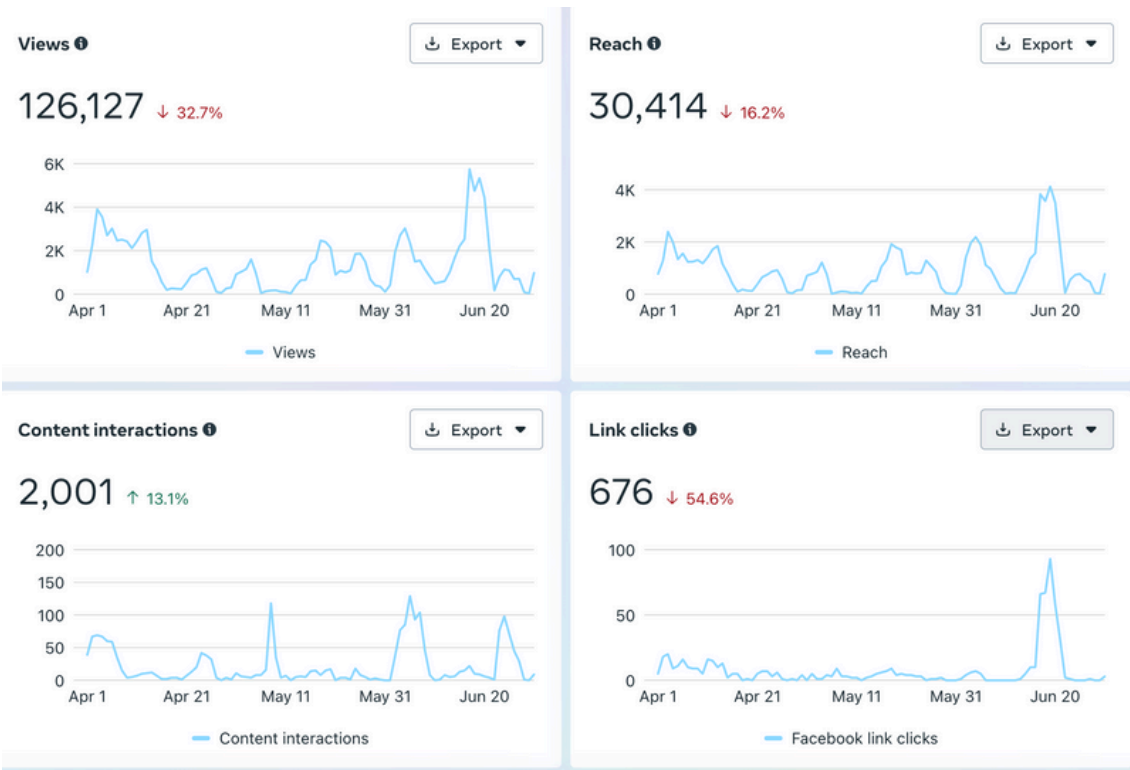 Views
Export
126,127 ↓ 32.7%
6K
4K
2K
0
Apr 1 Apr 21 May 11 May 31 Jun 20
Views
Reach
Export
30,414 ↓ 16.2%
4K
2K
0
Apr 1 Apr 21 May 11 May 31 Jun 20
Reach
Content interactions
Export
2,001 ↑ 13.1%
200
150
100
50
0
Apr 1 Apr 21 May 11 May 31 Jun 20
Content interactions
Link clicks
Export
676 ↓ 54.6%
100
50
0
Apr 1 Apr 21 May 11 May 31 Jun 20
Facebook link clicks